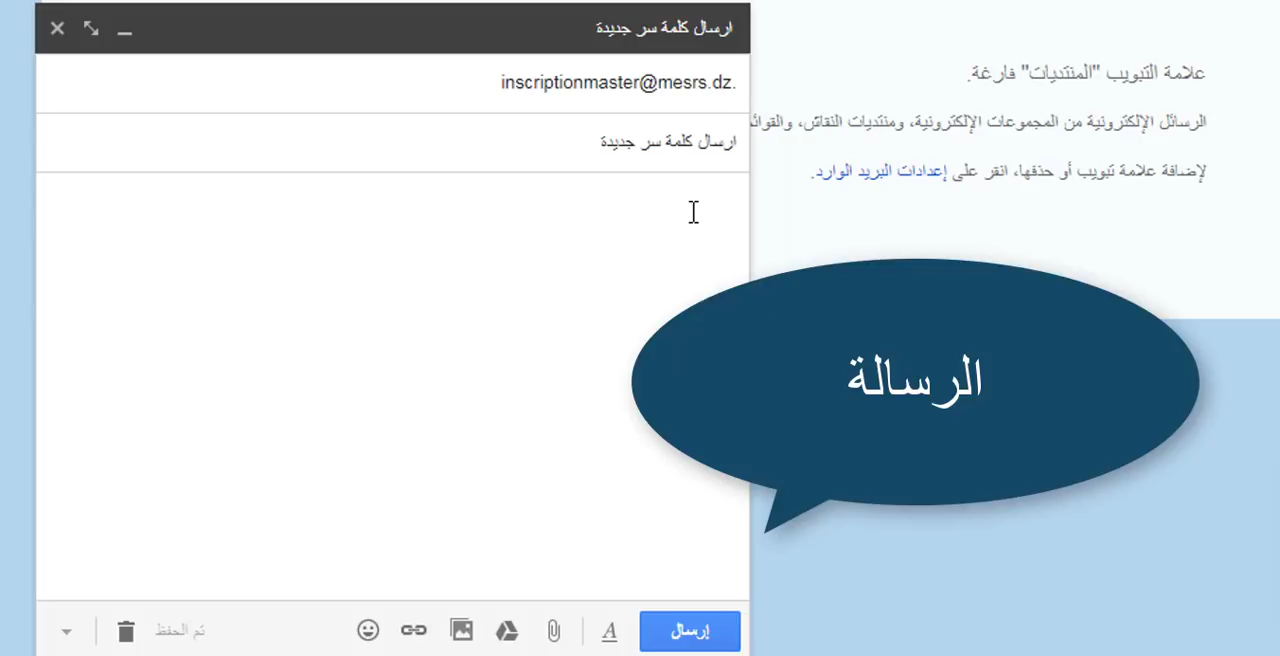 ارسال كلمة سر جديدة
inscriptionmaster@mesrs.dz.
ارسال كلمة سر جديدة
علامة التبويب "المنتديات" فارغة.
الرسائل الإلكترونية من المجموعات الإلكترونية، ومنتديات النقاش، والقوائ
لإضافة علامة تبويب أو حذفها، انقر على إعدادات البريد الوارد.
الرسالة
تم الحفظ
A
إرسال